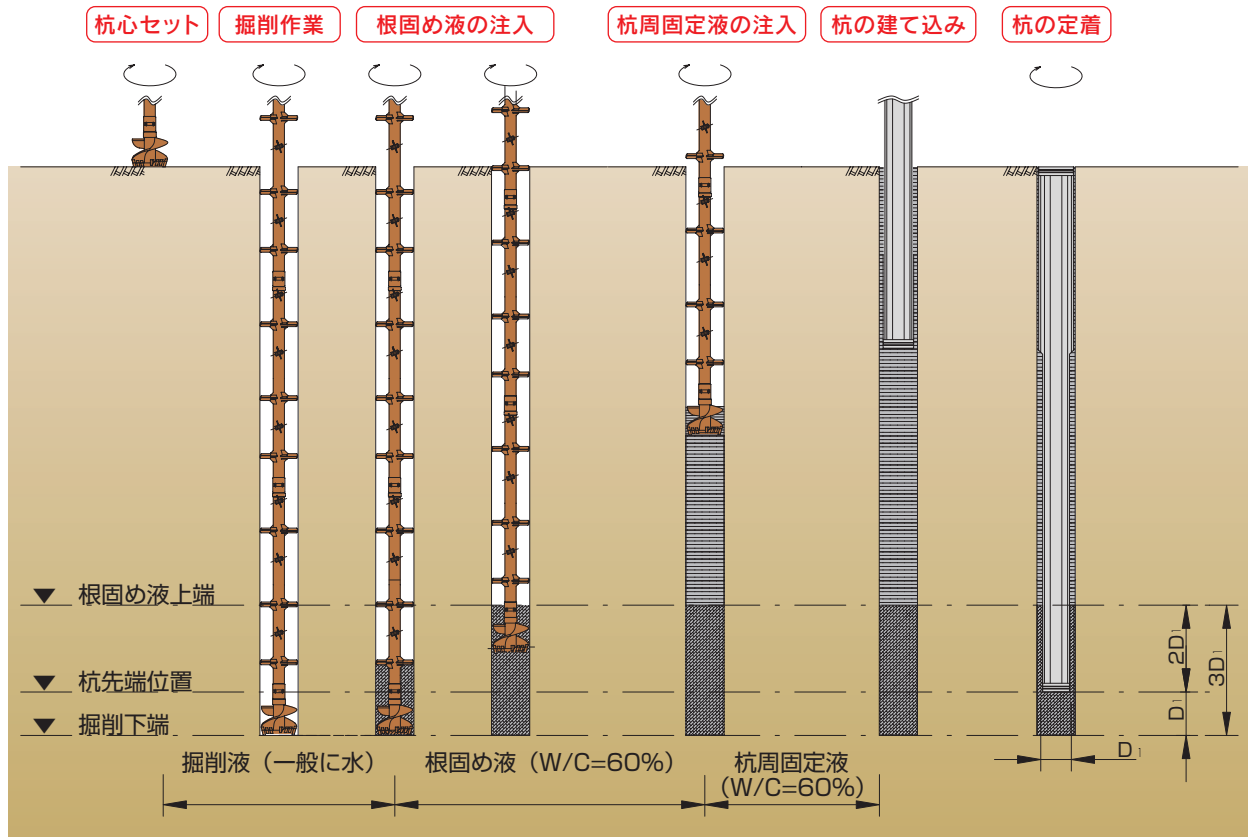 杭心セット
掘削作業
根固め液の注入
杭周固定液の注入
杭の建て込み
杭の定着
根固め液上端
杭先端位置
掘削下端
2D1
3D1
D1
D1
掘削液（一般に水）
根固め液（W/C=60%）
杭周固定液
（W/C=60%）